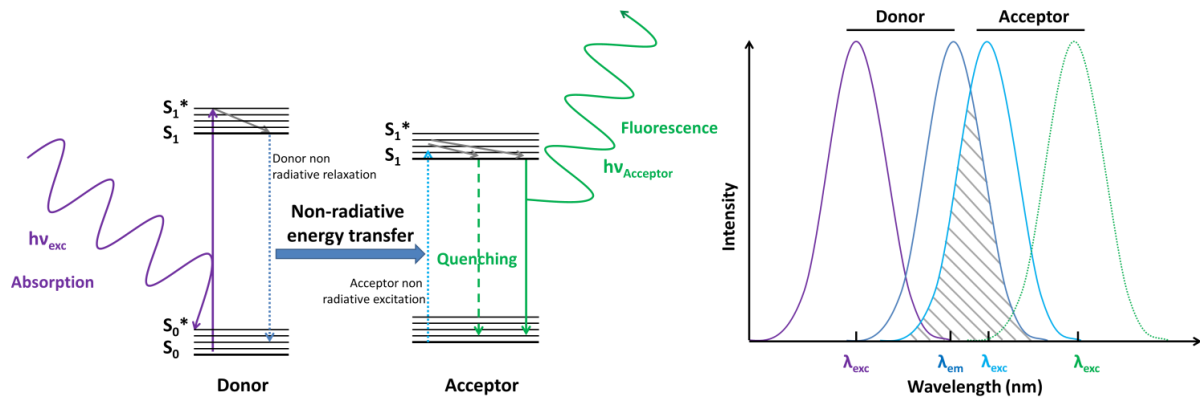 S1*
S1
Donor non
radiative relaxation
Non-radiative
energy transfer
hνexc
Absorption
S0*
S0
Donor
S1*
S1
Quenching
Acceptor non
radiative excitation
Acceptor
Fluorescence
hνAcceptor
Donor
Acceptor
Intensity
λexc
λem
λexc
λexc
Wavelength (nm)